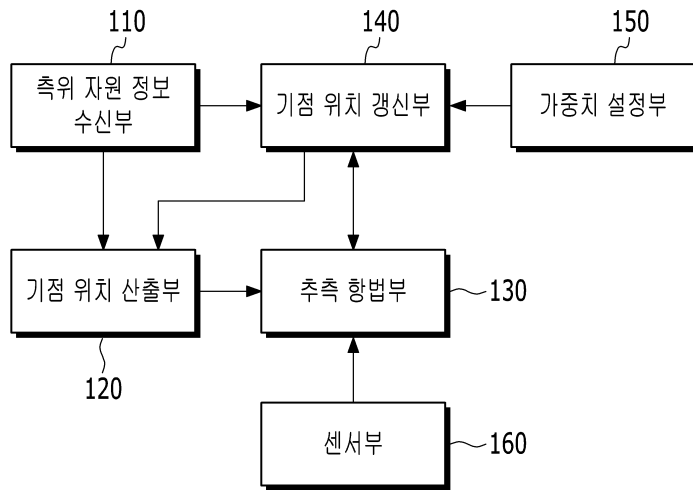 110
140
150
측위 자원 정보
수신부
기점 위치 갱신부
가중치 설정부
기점 위치 산출부
추측 항법부
130
120
센서부
160